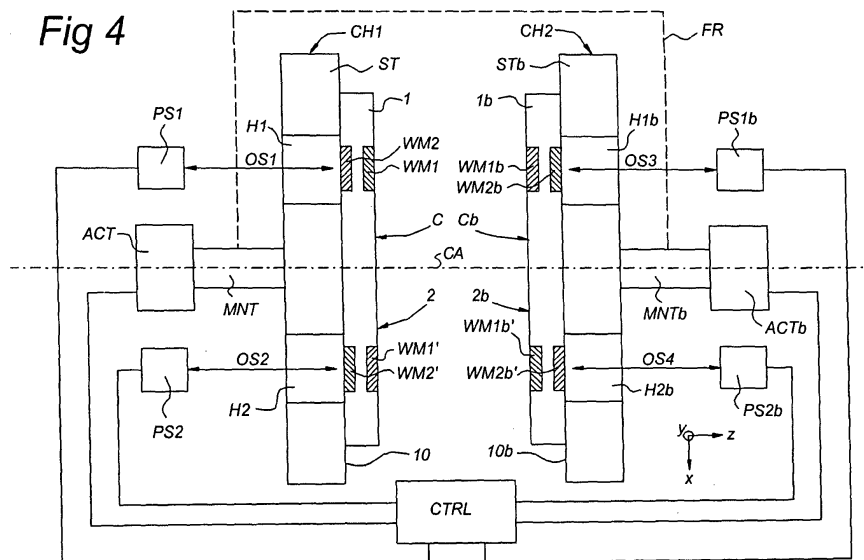 Fig 4
CH1
CH2
FR
ST
STb
1
1b
PS1
H1
H1b
PS1b
OS1
WM2
WM1
WM1b
WM2b
OS3
ACT
C
Cb
CA
MNT
MNTb
ACTb
2
2b
OS2
WM1'
WM2'
WM1b'
WM2b'
OS4
PS2
H2
H2b
PS2b
10
10b
y
z
x
CTRL